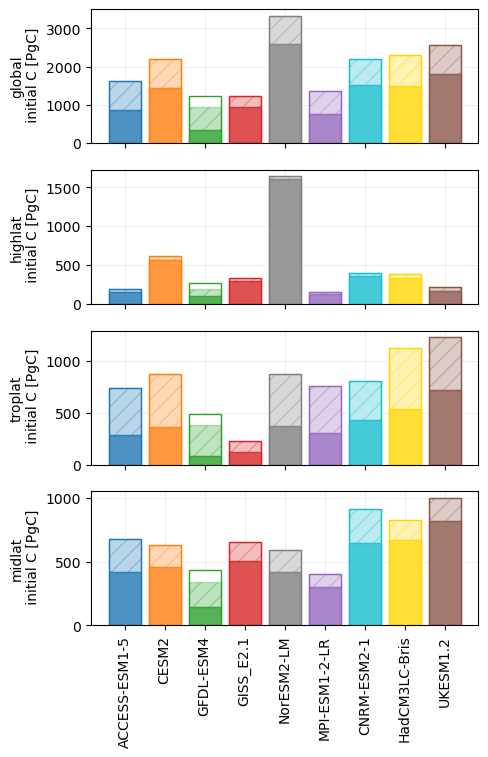 global
initial C [PgC]
3000
2000
1000
0
highlat
initial C [PgC]
1500
1000
500
0
troplat
initial C [PgC]
1000
500
0
midlat
initial C [PgC]
1000
500
0
ACCESS-ESM1-5
CESM2
GFDL-ESM4
GISS_E2.1
NorESM2-LM
MPI-ESM1-2-LR
CNRM-ESM2-1
HadCM3LC-Bris
UKESM1.2